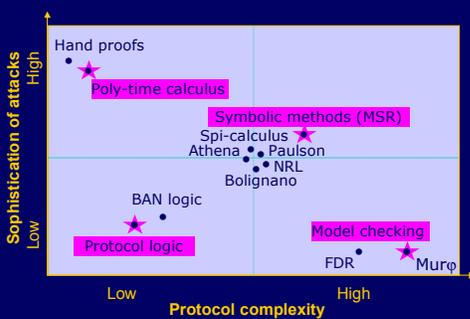 Hand proofs
Poly-time calculus
Symbolic methods (MSR)
Spi-calculus
Athena
Paulson
NRL
Bolignano
BAN logic
Protocol logic
Model checking
FDR
Murφ
Sophistication of attacks
High
Low
Low
High
Protocol complexity